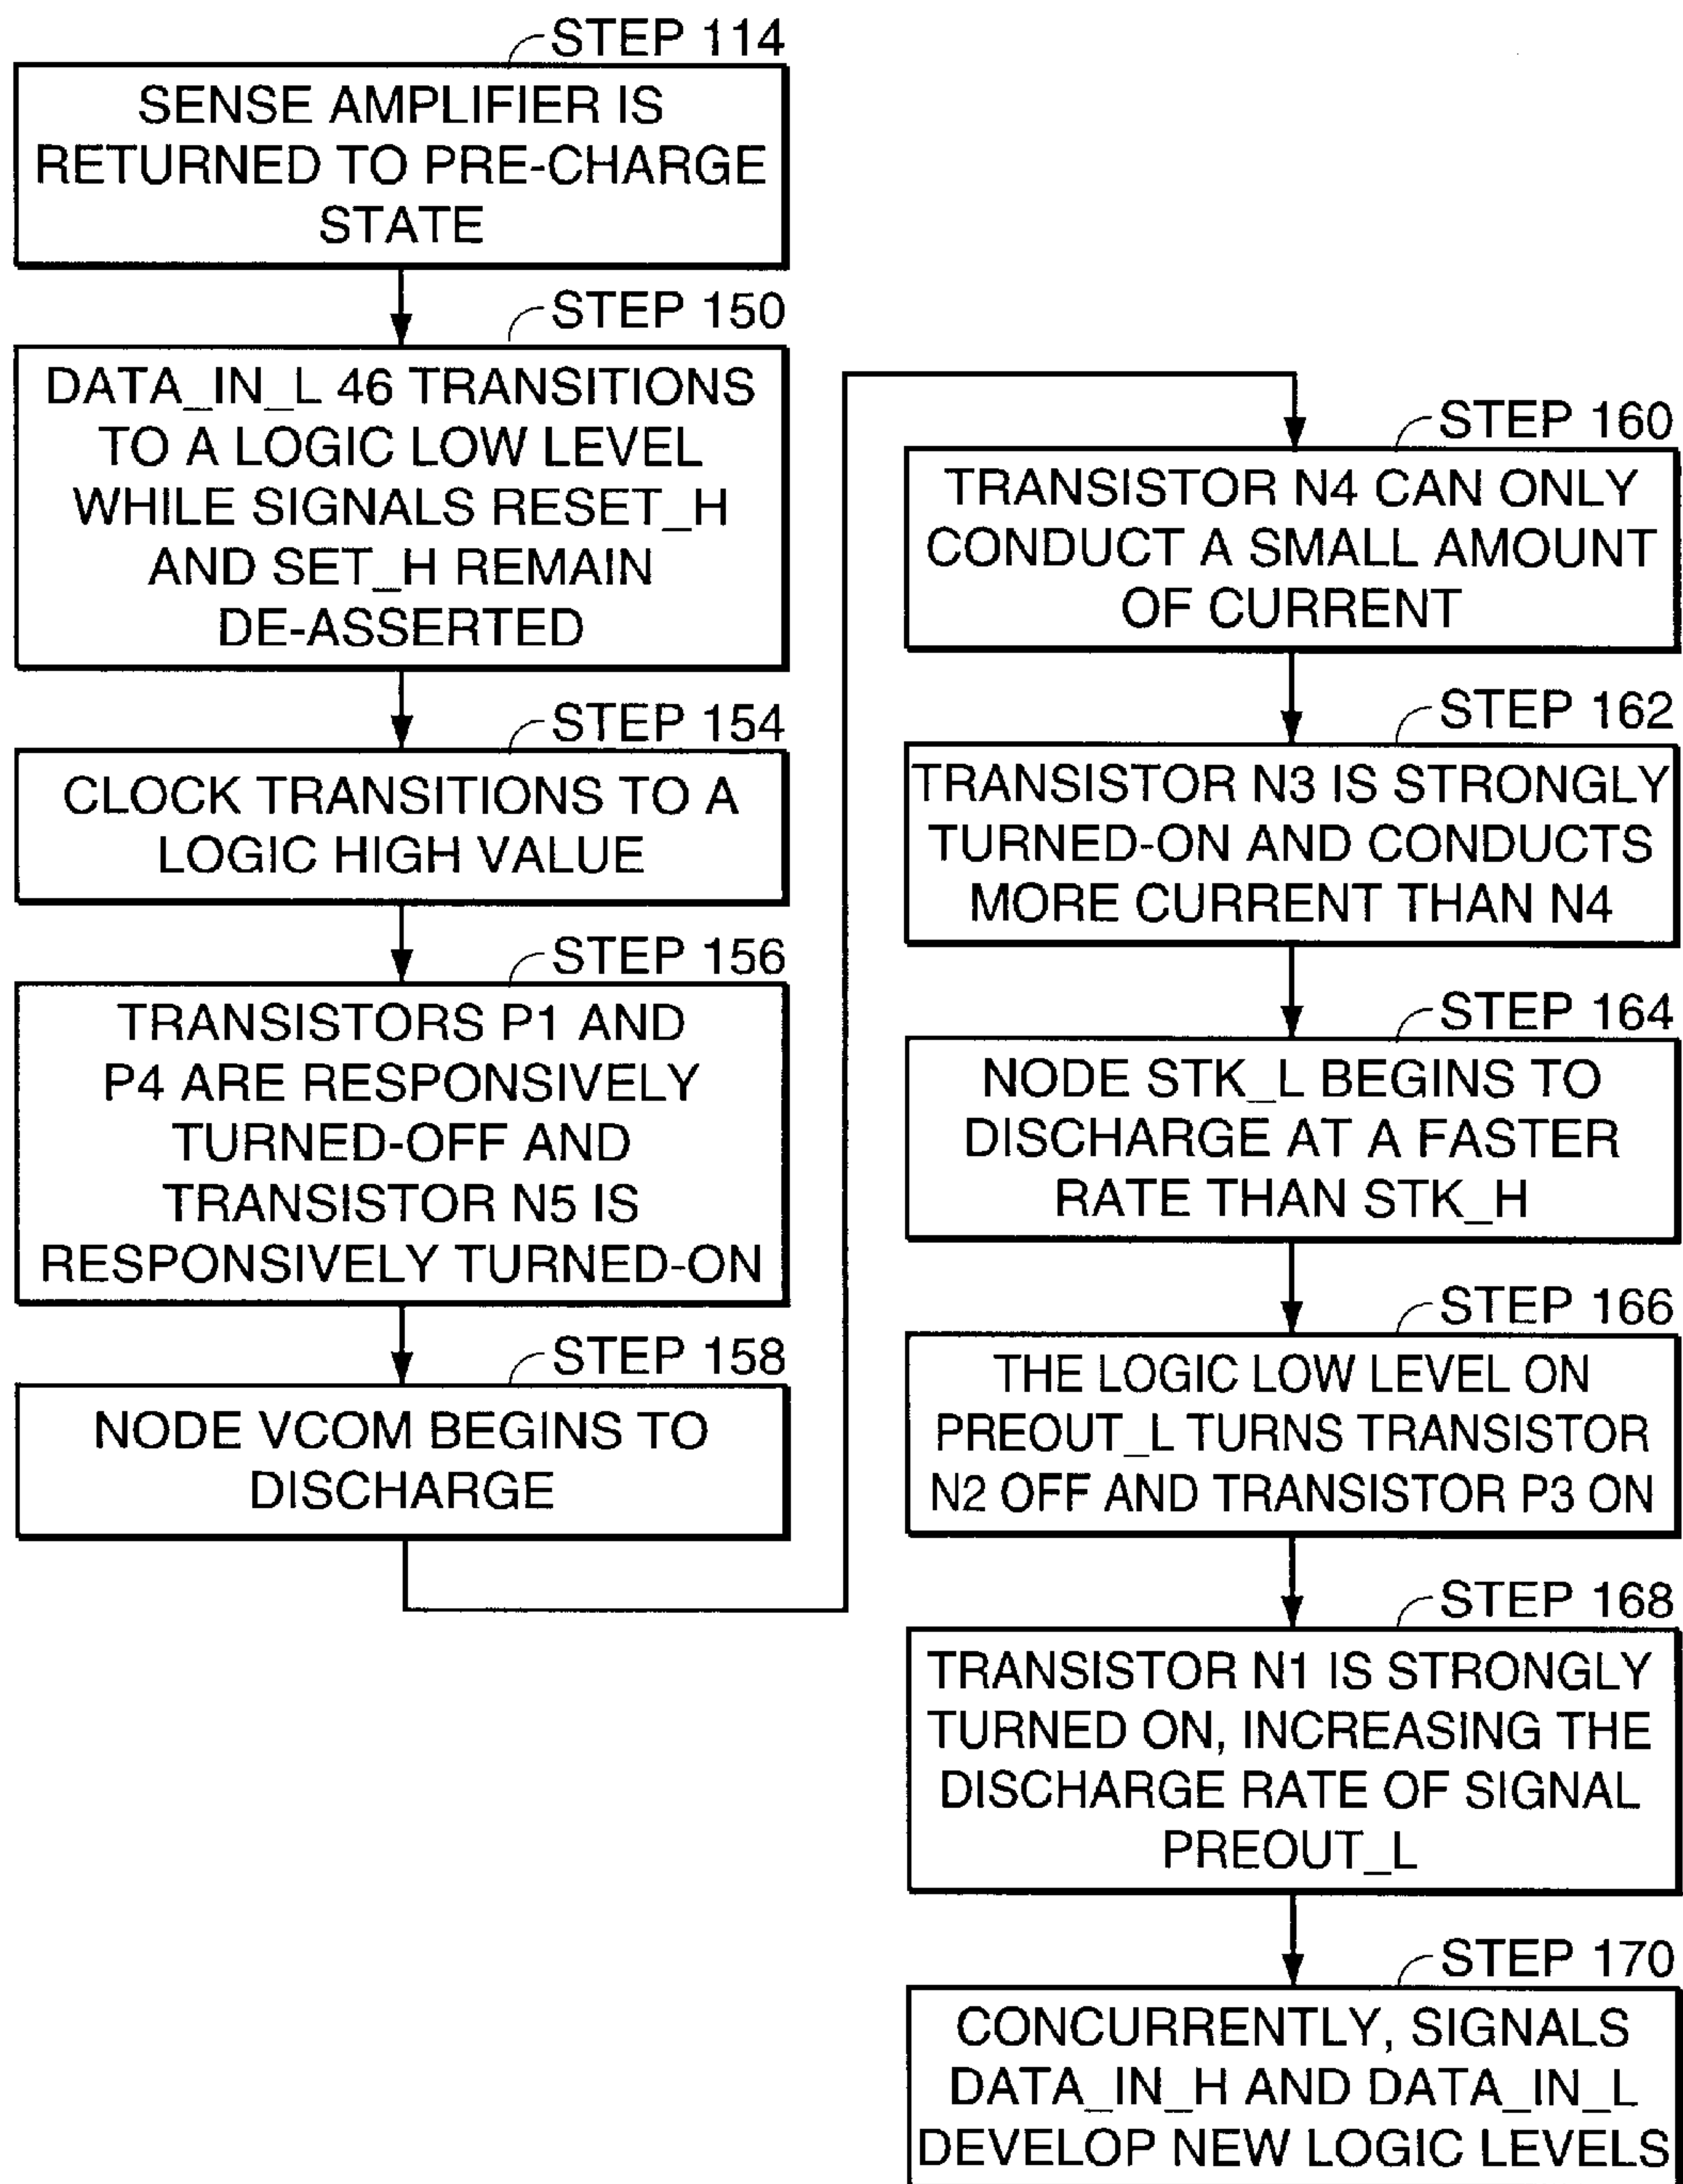 STEP 114
SENSE AMPLIFIER IS
RETURNED TO PRE-CHARGE
STATE
STEP 150
DATA_IN_L 46 TRANSITIONS
TO A LOGIC LOW LEVEL
WHILE SIGNALS RESET_H
AND SET_H REMAIN
DE-ASSERTED
STEP 154
CLOCK TRANSITIONS TO A
LOGIC HIGH VALUE
STEP 156
TRANSISTORS P1 AND
P4 ARE RESPONSIVELY
TURNED-OFF AND
TRANSISTOR N5 IS
RESPONSIVELY TURNED-ON
STEP 158
NODE VCOM BEGINS TO
DISCHARGE
STEP 160
TRANSISTOR N4 CAN ONLY
CONDUCT A SMALL AMOUNT
OF CURRENT
STEP 162
TRANSISTOR N3 IS STRONGLY
TURNED-ON AND CONDUCTS
MORE CURRENT THAN N4
STEP 164
NODE STK_L BEGINS TO
DISCHARGE AT A FASTER
RATE THAN STK_H
STEP 166
THE LOGIC LOW LEVEL ON
PREOUT_L TURNS TRANSISTOR
N2 OFF AND TRANSISTOR P3 ON
STEP 168
TRANSISTOR N1 IS STRONGLY
TURNED ON, INCREASING THE
DISCHARGE RATE OF SIGNAL
PREOUT_L
STEP 170
CONCURRENTLY, SIGNALS
DATA_IN_H AND DATA_IN_L
DEVELOP NEW LOGIC LEVELS